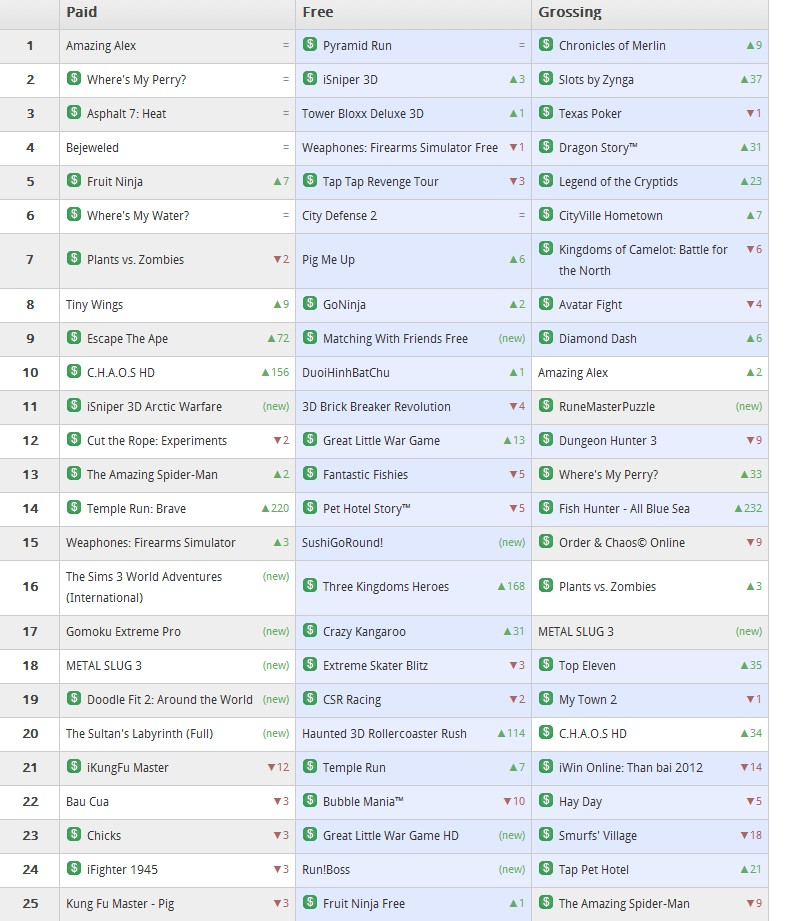 Paid Free Grossing
1 Amazing Alex = $ Pyramid Run = $ Chronicles of Merlin ▲9
2 $ Where's My Perry? = $ iSniper 3D ▲3 $ Slots by Zynga ▲37
3 $ Asphalt 7: Heat = Tower Bloxx Deluxe 3D ▲1 $ Texas Poker ▼1
4 Bejeweled = Weaphones: Firearms Simulator Free ▼1 $ Dragon Story™ ▲31
5 $ Fruit Ninja ▲7 $ Tap Tap Revenge Tour ▼3 $ Legend of the Cryptids ▲23
6 $ Where's My Water? = City Defense 2 = $ CityVille Hometown ▲7
7 $ Plants vs. Zombies ▼2 Pig Me Up ▲6 $ Kingdoms of Camelot: Battle for ▼6
the North
8 Tiny Wings ▲9 $ GoNinja ▲2 $ Avatar Fight ▼4
9 $ Escape The Ape ▲72 $ Matching With Friends Free (new) $ Diamond Dash ▲6
10 $ C.H.A.O.S HD ▲156 DuoiHinhBatChu ▲1 Amazing Alex ▲2
11 $ iSniper 3D Arctic Warfare (new) 3D Brick Breaker Revolution ▼4 $ RuneMasterPuzzle (new)
12 $ Cut the Rope: Experiments ▼2 $ Great Little War Game ▲13 $ Dungeon Hunter 3 ▼9
13 $ The Amazing Spider-Man ▲2 $ Fantastic Fishies ▼5 $ Where's My Perry? ▲33
14 $ Temple Run: Brave ▲220 $ Pet Hotel Story™ ▼5 $ Fish Hunter - All Blue Sea ▲232
15 Weaphones: Firearms Simulator ▲3 SushiGoRound! (new) $ Order & Chaos© Online ▼9
16 The Sims 3 World Adventures (new) $ Three Kingdoms Heroes ▲168 $ Plants vs. Zombies ▲3
(International)
17 Gomoku Extreme Pro (new) $ Crazy Kangaroo ▲31 METAL SLUG 3 (new)
18 METAL SLUG 3 (new) $ Extreme Skater Blitz ▼3 $ Top Eleven ▲35
19 $ Doodle Fit 2: Around the World (new) $ CSR Racing ▼2 $ My Town 2 ▼1
20 The Sultan's Labyrinth (Full) (new) Haunted 3D Rollercoaster Rush ▲114 $ C.H.A.O.S HD ▲34
21 $ iKungFu Master ▼12 $ Temple Run ▲7 $ iWin Online: Than bai 2012 ▼14
22 Bau Cua ▼3 $ Bubble Mania™ ▼10 $ Hay Day ▼5
23 $ Chicks ▼3 $ Great Little War Game HD (new) $ Smurfs' Village ▼18
24 $ iFighter 1945 ▼3 Run!Boss (new) $ Tap Pet Hotel ▲21
25 Kung Fu Master - Pig ▼3 $ Fruit Ninja Free ▲1 $ The Amazing Spider-Man ▼9